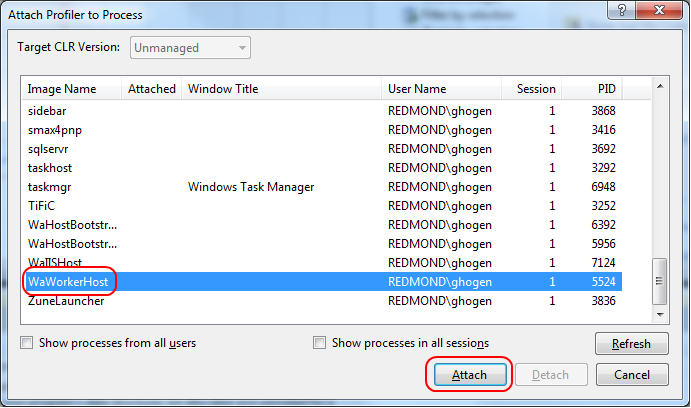 Attach Profiler to Process
Target CLR Version: Unmanaged
Image Name Attached Window Title User Name Session PID
sidebar REDMOND\ghogen 1 3868
smax4pnp REDMOND\ghogen 1 3416
sqlservr REDMOND\ghogen 1 3692
taskhost REDMOND\ghogen 1 3292
taskmgr Windows Task Manager REDMOND\ghogen 1 6948
TiFiC REDMOND\ghogen 1 3252
WaHostBootstr... REDMOND\ghogen 1 6392
WaHostBootstr... REDMOND\ghogen 1 5956
WaIISHost REDMOND\ghogen 1 7124
WaWorkerHost REDMOND\ghogen 1 5524
ZuneLauncher REDMOND\ghogen 1 3836
Show processes from all users Show processes in all sessions Refresh
Attach Detach Cancel